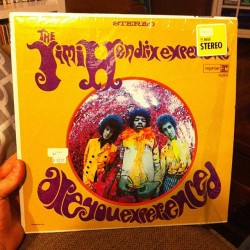 STEREO
STEREO
THE
Jimi Hendrix experience
are you experienced